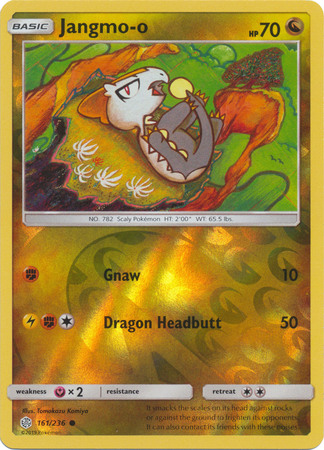 BASIC Jangmo-o HP70
NO. 782 Scaly Pokémon HT: 2'00" WT: 65.5 lbs.
Gnaw 10
Dragon Headbutt 50
weakness ×2 resistance retreat
Illus. Tomokazu Komiya
It smacks the scales on its head against rocks
or against the ground to frighten its opponents.
It can also contact its friends with these noises.
161/236
©2019